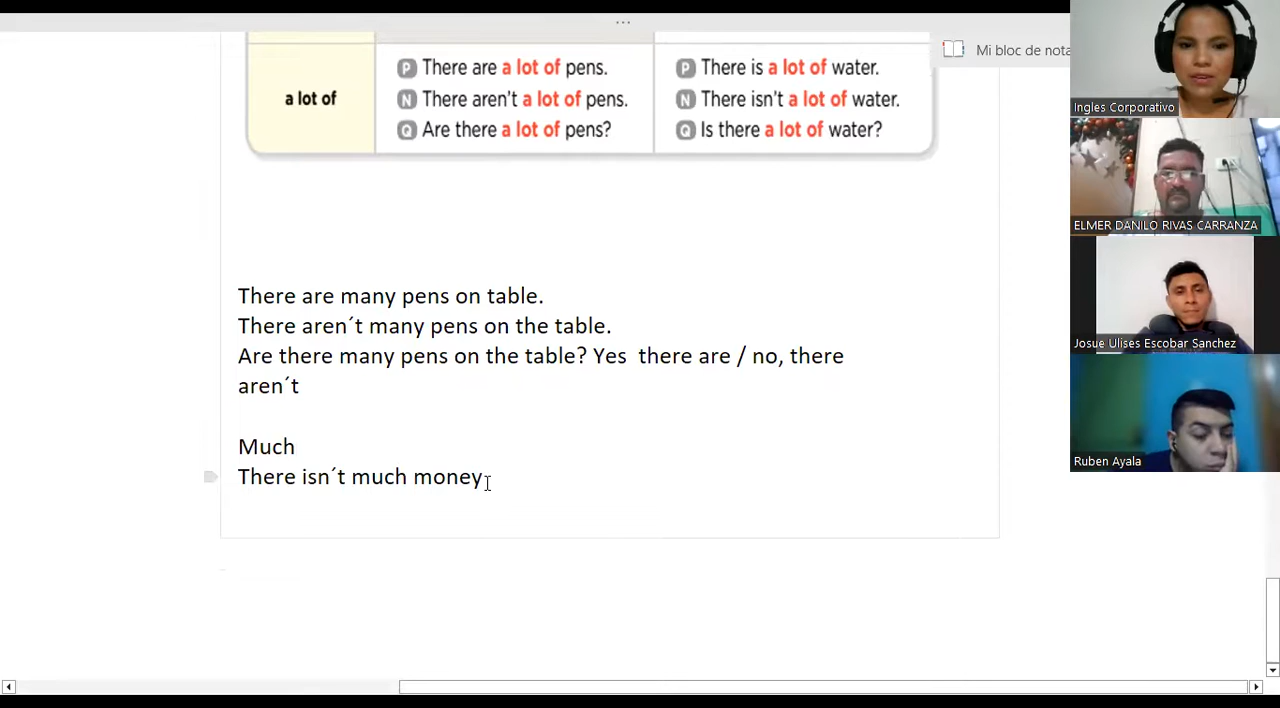 ...
Mi bloc de nota
a lot of
P There are a lot of pens.
N There aren't a lot of pens.
Q Are there a lot of pens?
P There is a lot of water.
N There isn't a lot of water.
Q Is there a lot of water?
There are many pens on table.
There aren´t many pens on the table.
Are there many pens on the table? Yes  there are / no, there
aren´t
Much
There isn´t much money
Ingles Corporativo
ELMER DANILO RIVAS CARRANZA
Josue Ulises Escobar Sanchez
Ruben Ayala